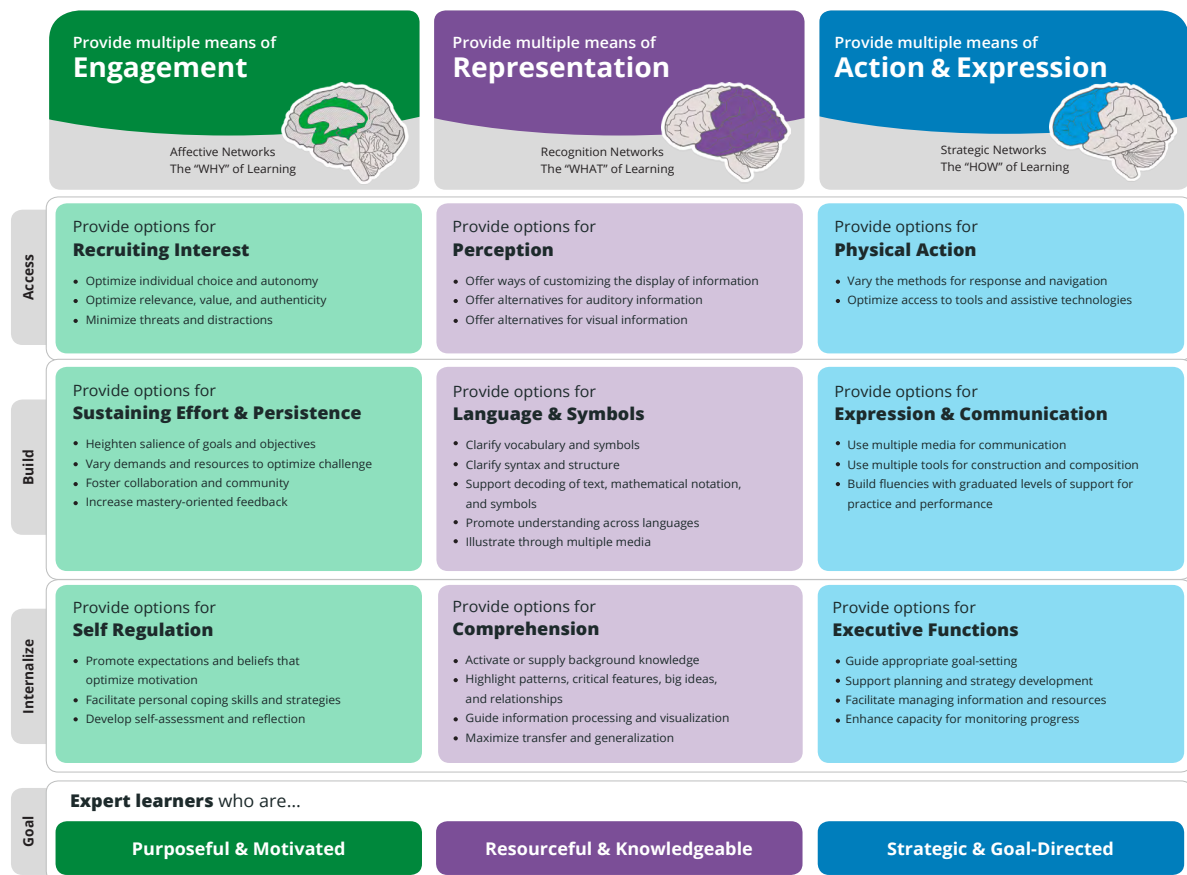 Provide multiple means of
Engagement
Affective Networks
The “WHY” of Learning
Provide multiple means of
Representation
Recognition Networks
The “WHAT” of Learning
Provide multiple means of
Action & Expression
Strategic Networks
The “HOW” of Learning
Access
Provide options for
Recruiting Interest
• Optimize individual choice and autonomy
• Optimize relevance, value, and authenticity
• Minimize threats and distractions
Provide options for
Perception
• Offer ways of customizing the display of information
• Offer alternatives for auditory information
• Offer alternatives for visual information
Provide options for
Physical Action
• Vary the methods for response and navigation
• Optimize access to tools and assistive technologies
Build
Provide options for
Sustaining Effort & Persistence
• Heighten salience of goals and objectives
• Vary demands and resources to optimize challenge
• Foster collaboration and community
• Increase mastery-oriented feedback
Provide options for
Language & Symbols
• Clarify vocabulary and symbols
• Clarify syntax and structure
• Support decoding of text, mathematical notation,
and symbols
• Promote understanding across languages
• Illustrate through multiple media
Provide options for
Expression & Communication
• Use multiple media for communication
• Use multiple tools for construction and composition
• Build fluencies with graduated levels of support for
practice and performance
Internalize
Provide options for
Self Regulation
• Promote expectations and beliefs that
optimize motivation
• Facilitate personal coping skills and strategies
• Develop self-assessment and reflection
Provide options for
Comprehension
• Activate or supply background knowledge
• Highlight patterns, critical features, big ideas,
and relationships
• Guide information processing and visualization
• Maximize transfer and generalization
Provide options for
Executive Functions
• Guide appropriate goal-setting
• Support planning and strategy development
• Facilitate managing information and resources
• Enhance capacity for monitoring progress
Goal
Expert learners who are...
Purposeful & Motivated
Resourceful & Knowledgeable
Strategic & Goal-Directed